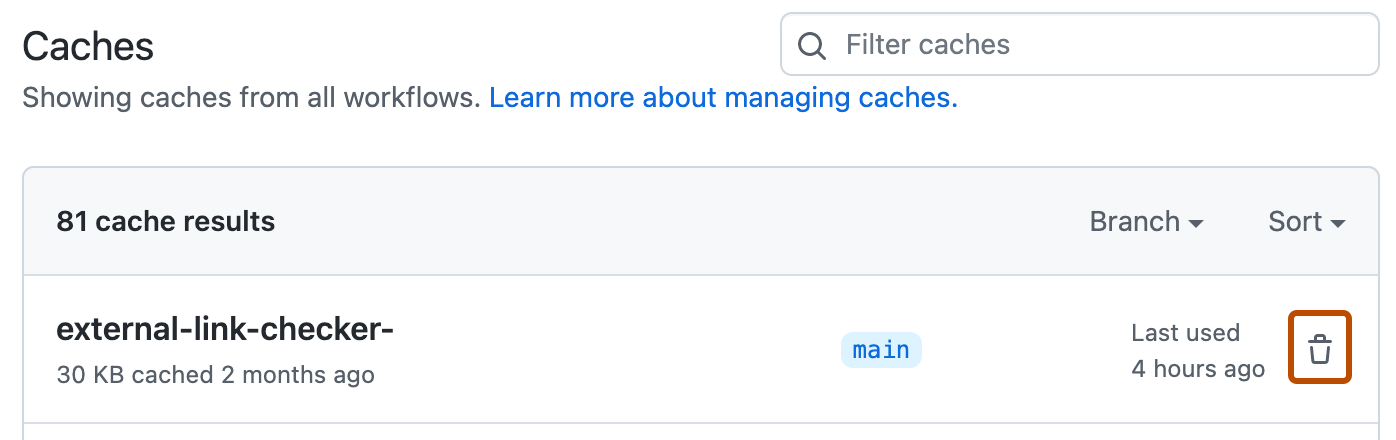 Caches
Filter caches
Showing caches from all workflows. Learn more about managing caches.
81 cache results
Branch
Sort
external-link-checker-
30 KB cached 2 months ago
main
Last used
4 hours ago